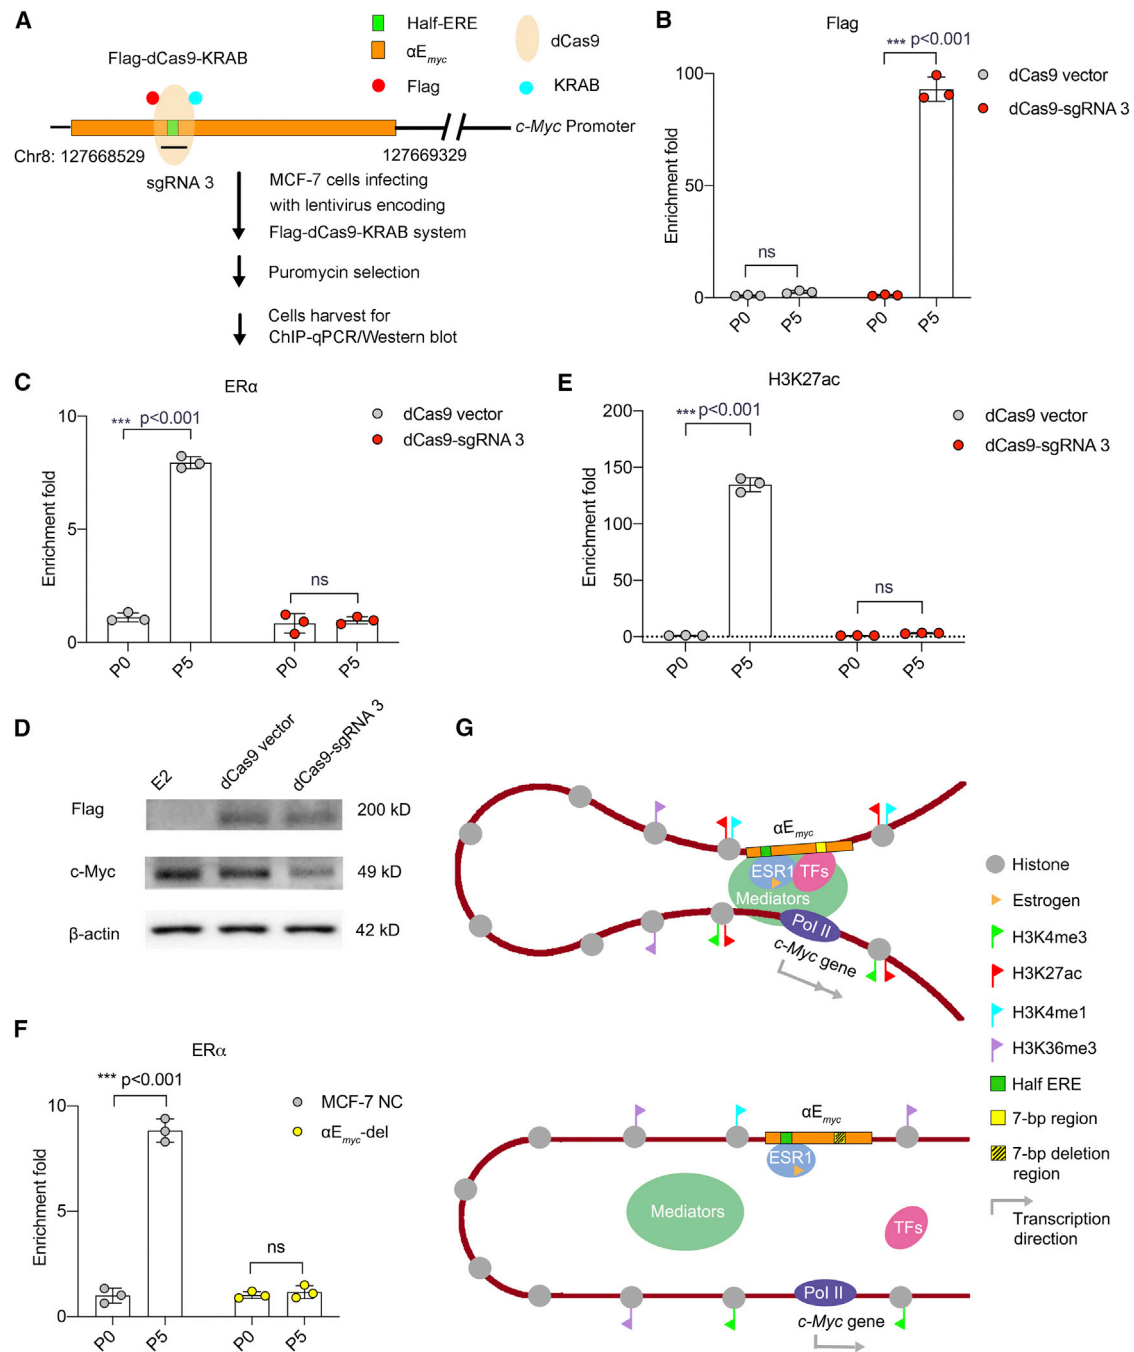 A
Flag-dCas9-KRAB
Half-ERE
αEmyc
Flag
dCas9
KRAB
c-Myc Promoter
Chr8: 127668529
127669329
sgRNA 3
MCF-7 cells infecting
with lentivirus encoding
Flag-dCas9-KRAB system
Puromycin selection
Cells harvest for
ChIP-qPCR/Western blot
B
Flag
*** p<0.001
dCas9 vector
dCas9-sgRNA 3
Enrichment fold
100
50
0
ns
P0
P5
P0
P5
C
ERα
*** p<0.001
dCas9 vector
dCas9-sgRNA 3
Enrichment fold
10
5
0
ns
P0
P5
P0
P5
E
H3K27ac
*** p<0.001
dCas9 vector
dCas9-sgRNA 3
Enrichment fold
200
150
100
50
0
ns
P0
P5
P0
P5
D
E2
dCas9 vector
dCas9-sgRNA 3
Flag
200 kD
c-Myc
49 kD
β-actin
42 kD
F
ERα
*** p<0.001
MCF-7 NC
αEmyc-del
Enrichment fold
10
5
0
ns
P0
P5
P0
P5
G
αEmyc
ESR1
TFs
Mediators
Pol II
c-Myc gene
αEmyc
ESR1
Mediators
TFs
Pol II
c-Myc gene
Histone
Estrogen
H3K4me3
H3K27ac
H3K4me1
H3K36me3
Half ERE
7-bp region
7-bp deletion
region
Transcription
direction